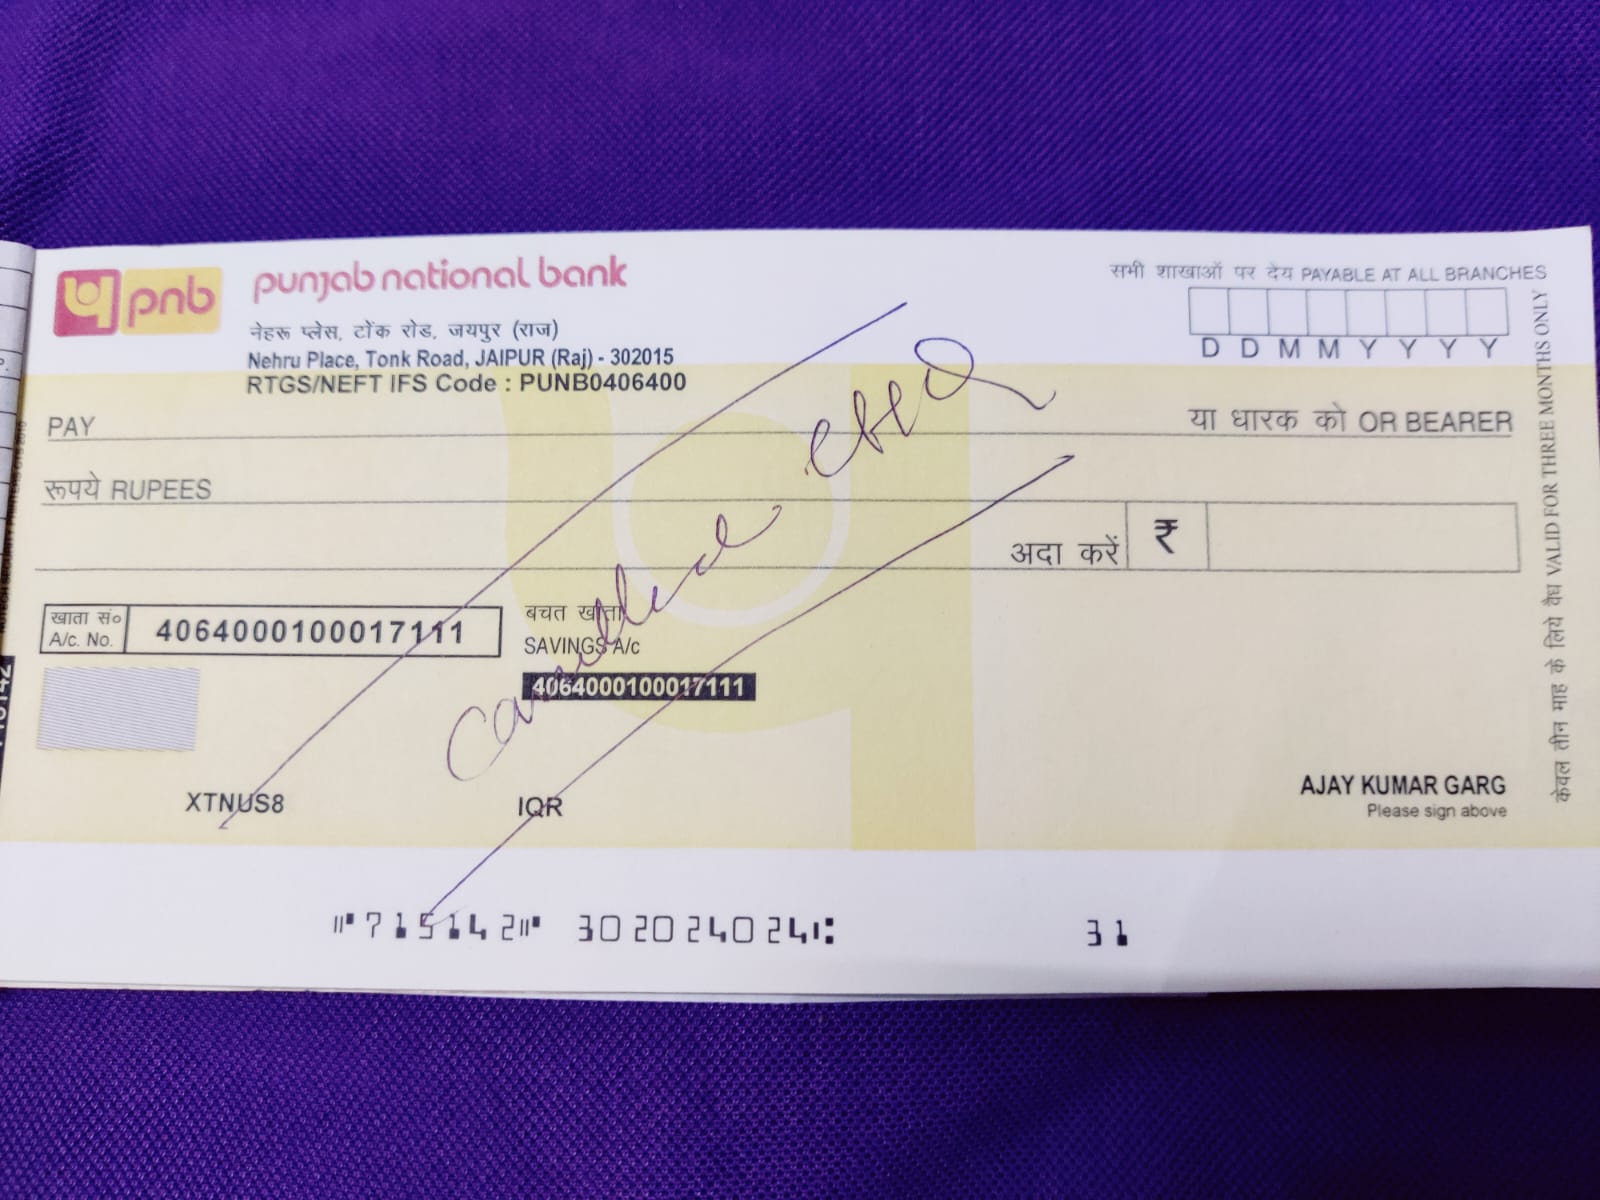 प pnb punjab national bank
नेहरू प्लेस, टोंक रोड, जयपुर (राज)
Nehru Place, Tonk Road, JAIPUR (Raj) - 302015
RTGS/NEFT IFS Code : PUNB0406400
सभी शाखाओं पर देय PAYABLE AT ALL BRANCHES
D D M M Y Y Y Y
PAY
या धारक को OR BEARER
रूपये RUPEES
अदा करें ₹
Cancelled
खाता सं० A/c. No. 4064000100017111
बचत खाता
SAVINGS A/c
4064000100017111
XTNUS8
IQR
AJAY KUMAR GARG
Please sign above
केवल तीन माह के लिये वैध VALID FOR THREE MONTHS ONLY
⑈715142⑈ 302024024⑆ 31